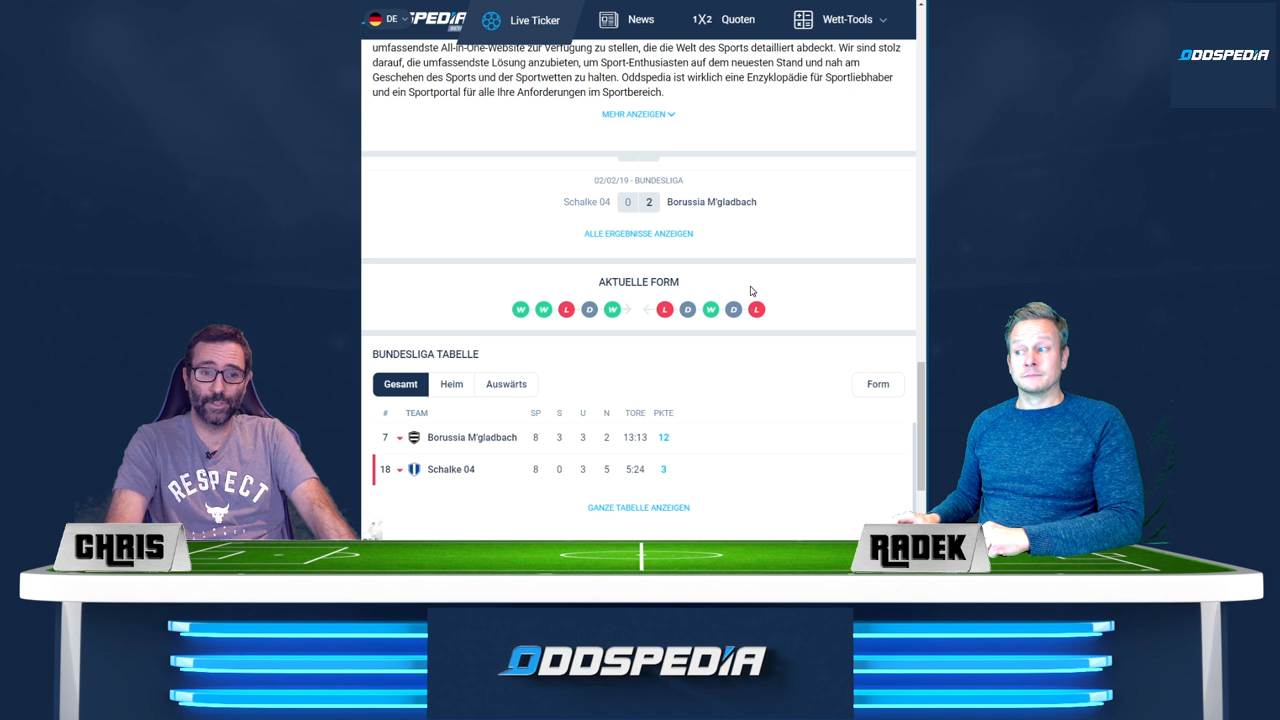 DE
Live Ticker
News
1X2 Quoten
Wett-Tools
ODDSPEDIA
umfassendste All-in-One-Website zur Verfügung zu stellen, die die Welt des Sports detailliert abdeckt. Wir sind stolz
darauf, die umfassendste Lösung anzubieten, um Sport-Enthusiasten auf dem neuesten Stand und nah am
Geschehen des Sports und der Sportwetten zu halten. Oddspedia ist wirklich eine Enzyklopädie für Sportliebhaber
und ein Sportportal für alle Ihre Anforderungen im Sportbereich.
MEHR ANZEIGEN
02/02/19 - BUNDESLIGA
Schalke 04 0 2 Borussia M'gladbach
ALLE ERGEBNISSE ANZEIGEN
AKTUELLE FORM
W W L D W L D W D L
BUNDESLIGA TABELLE
Gesamt Heim Auswärts Form
# TEAM SP S U N TORE PKTE
7 Borussia M'gladbach 8 3 3 2 13:13 12
18 Schalke 04 8 0 3 5 5:24 3
GANZE TABELLE ANZEIGEN
RESPECT
CHRIS
RADEK
ODDSPEDIA